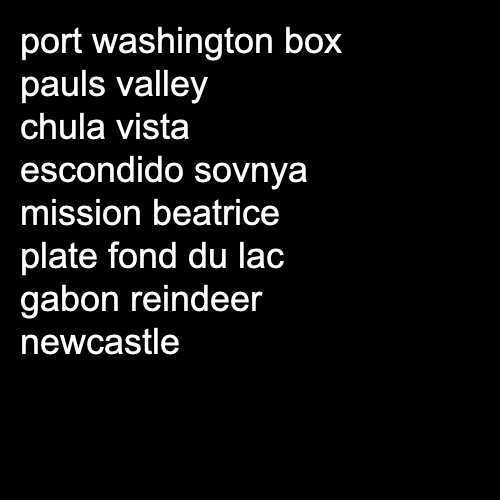 port washington box
pauls valley
chula vista
escondido sovnya
mission beatrice
plate fond du lac
gabon reindeer
newcastle